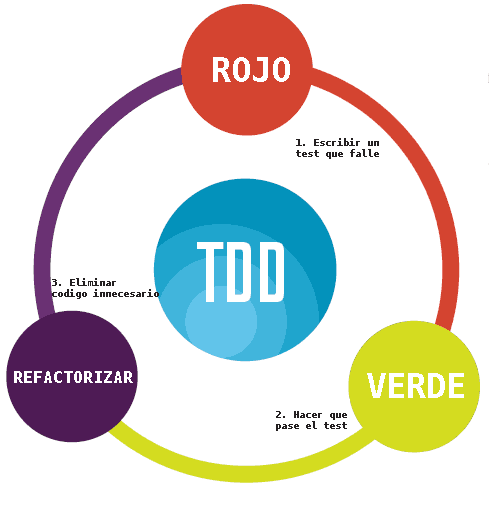 ROJO
1. Escribir un
test que falle
TDD
3. Eliminar
codigo innecesario
REFACTORIZAR
VERDE
2. Hacer que
pase el test